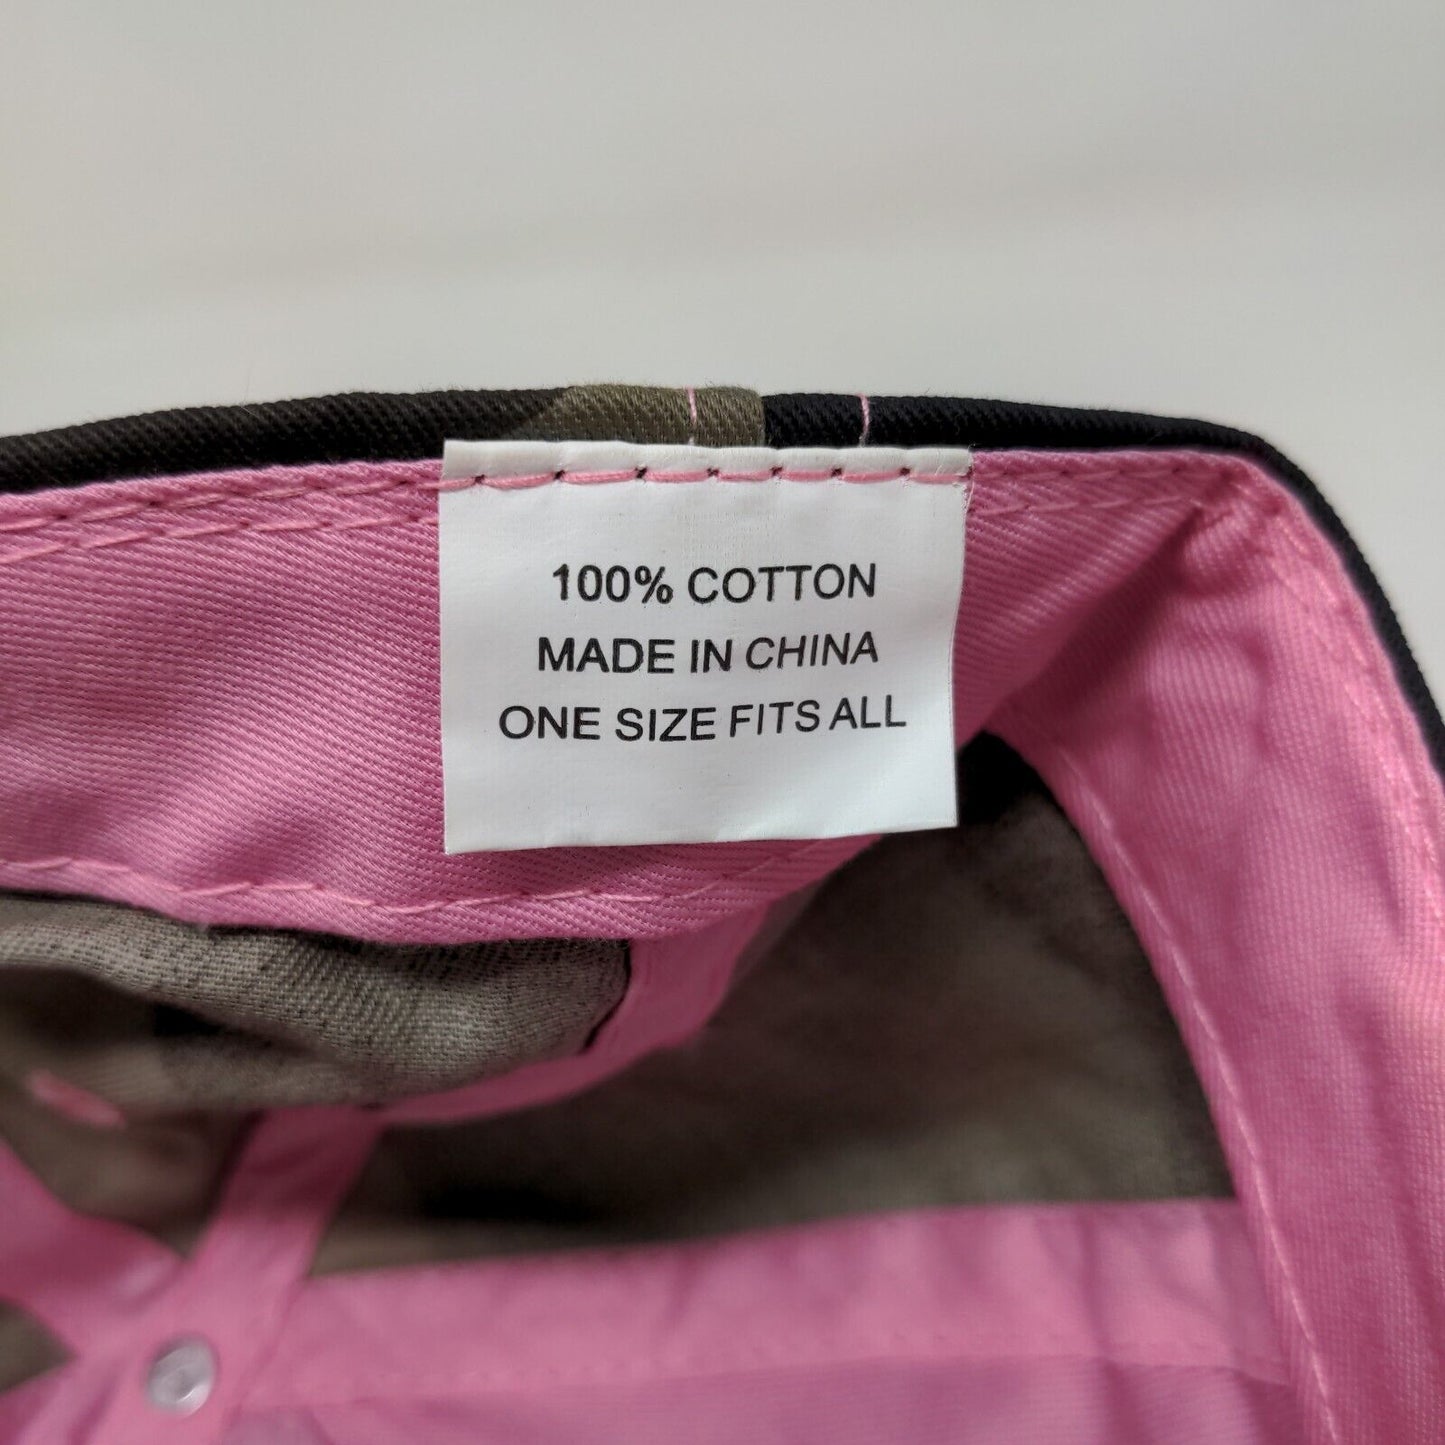 100% COTTON
MADE IN CHINA
ONE SIZE FITS ALL